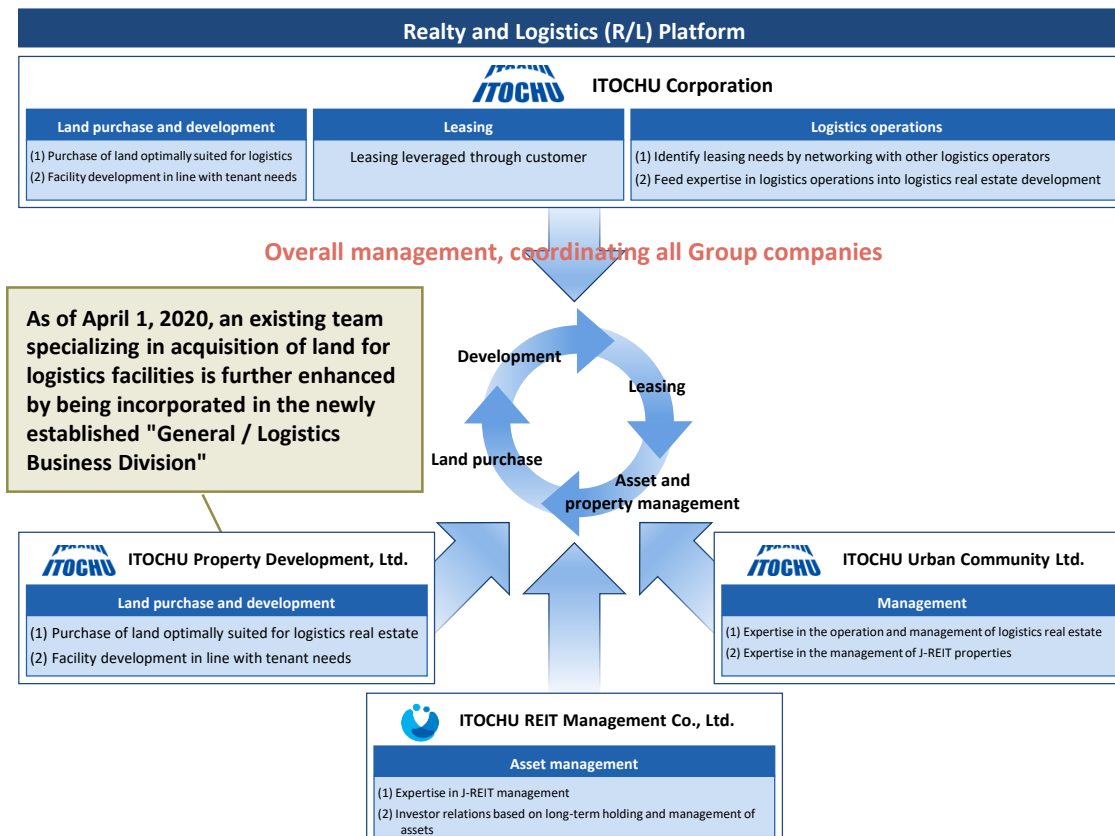 Realty and Logistics (R/L) Platform
ITOCHU
ITOCHU Corporation
Land purchase and development
(1) Purchase of land optimally suited for logistics
(2) Facility development in line with tenant needs
Leasing
Leasing leveraged through customer
Logistics operations
(1) Identify leasing needs by networking with other logistics operators
(2) Feed expertise in logistics operations into logistics real estate development
Overall management, coordinating all Group companies
As of April 1, 2020, an existing team
specializing in acquisition of land for
logistics facilities is further enhanced
by being incorporated in the newly
established "General / Logistics
Business Division"
Development
Leasing
Land purchase
Asset and
property management
ITOCHU
ITOCHU Property Development, Ltd.
Land purchase and development
(1) Purchase of land optimally suited for logistics real estate
(2) Facility development in line with tenant needs
ITOCHU
ITOCHU Urban Community Ltd.
Management
(1) Expertise in the operation and management of logistics real estate
(2) Expertise in the management of J-REIT properties
ITOCHU REIT Management Co., Ltd.
Asset management
(1) Expertise in J-REIT management
(2) Investor relations based on long-term holding and management of
assets